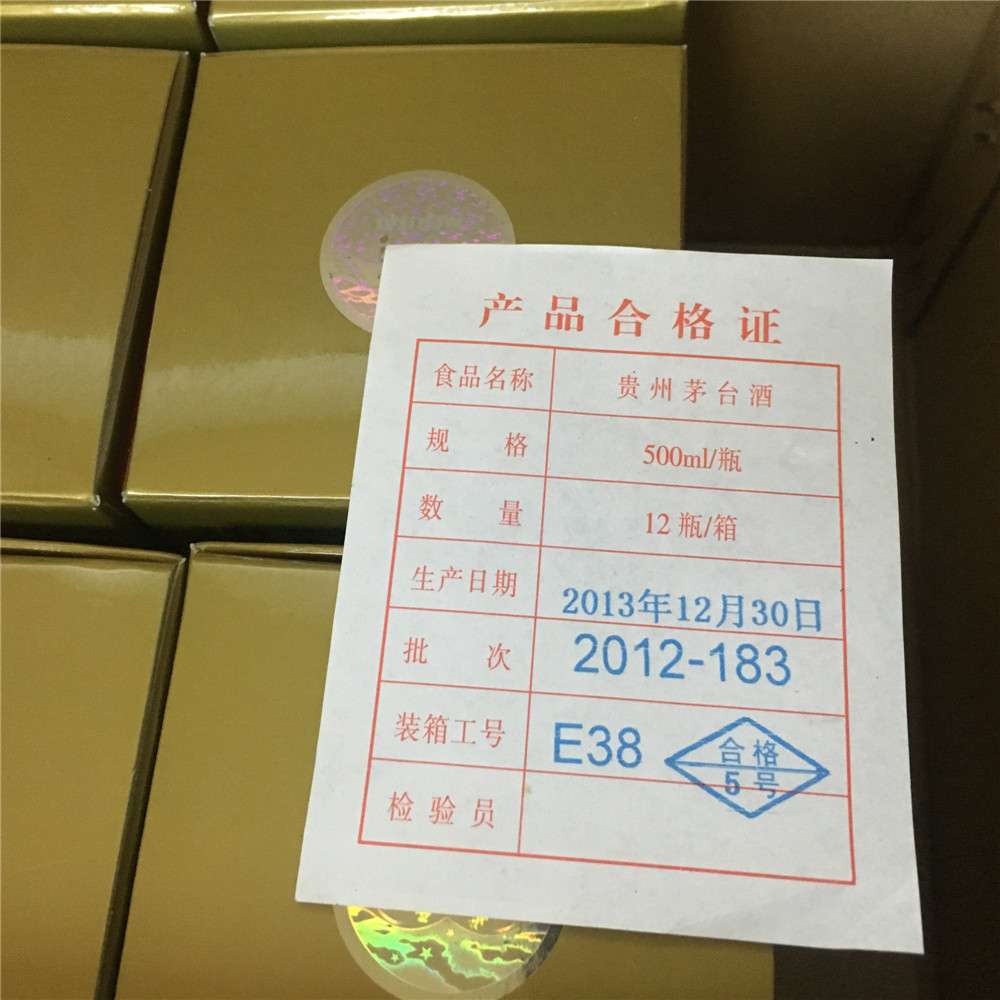 产品合格证
食品名称 贵州茅台酒
规格 500ml/瓶
数量 12瓶/箱
生产日期 2013年12月30日
批次 2012-183
装箱工号 E38
合格
5号
检验员